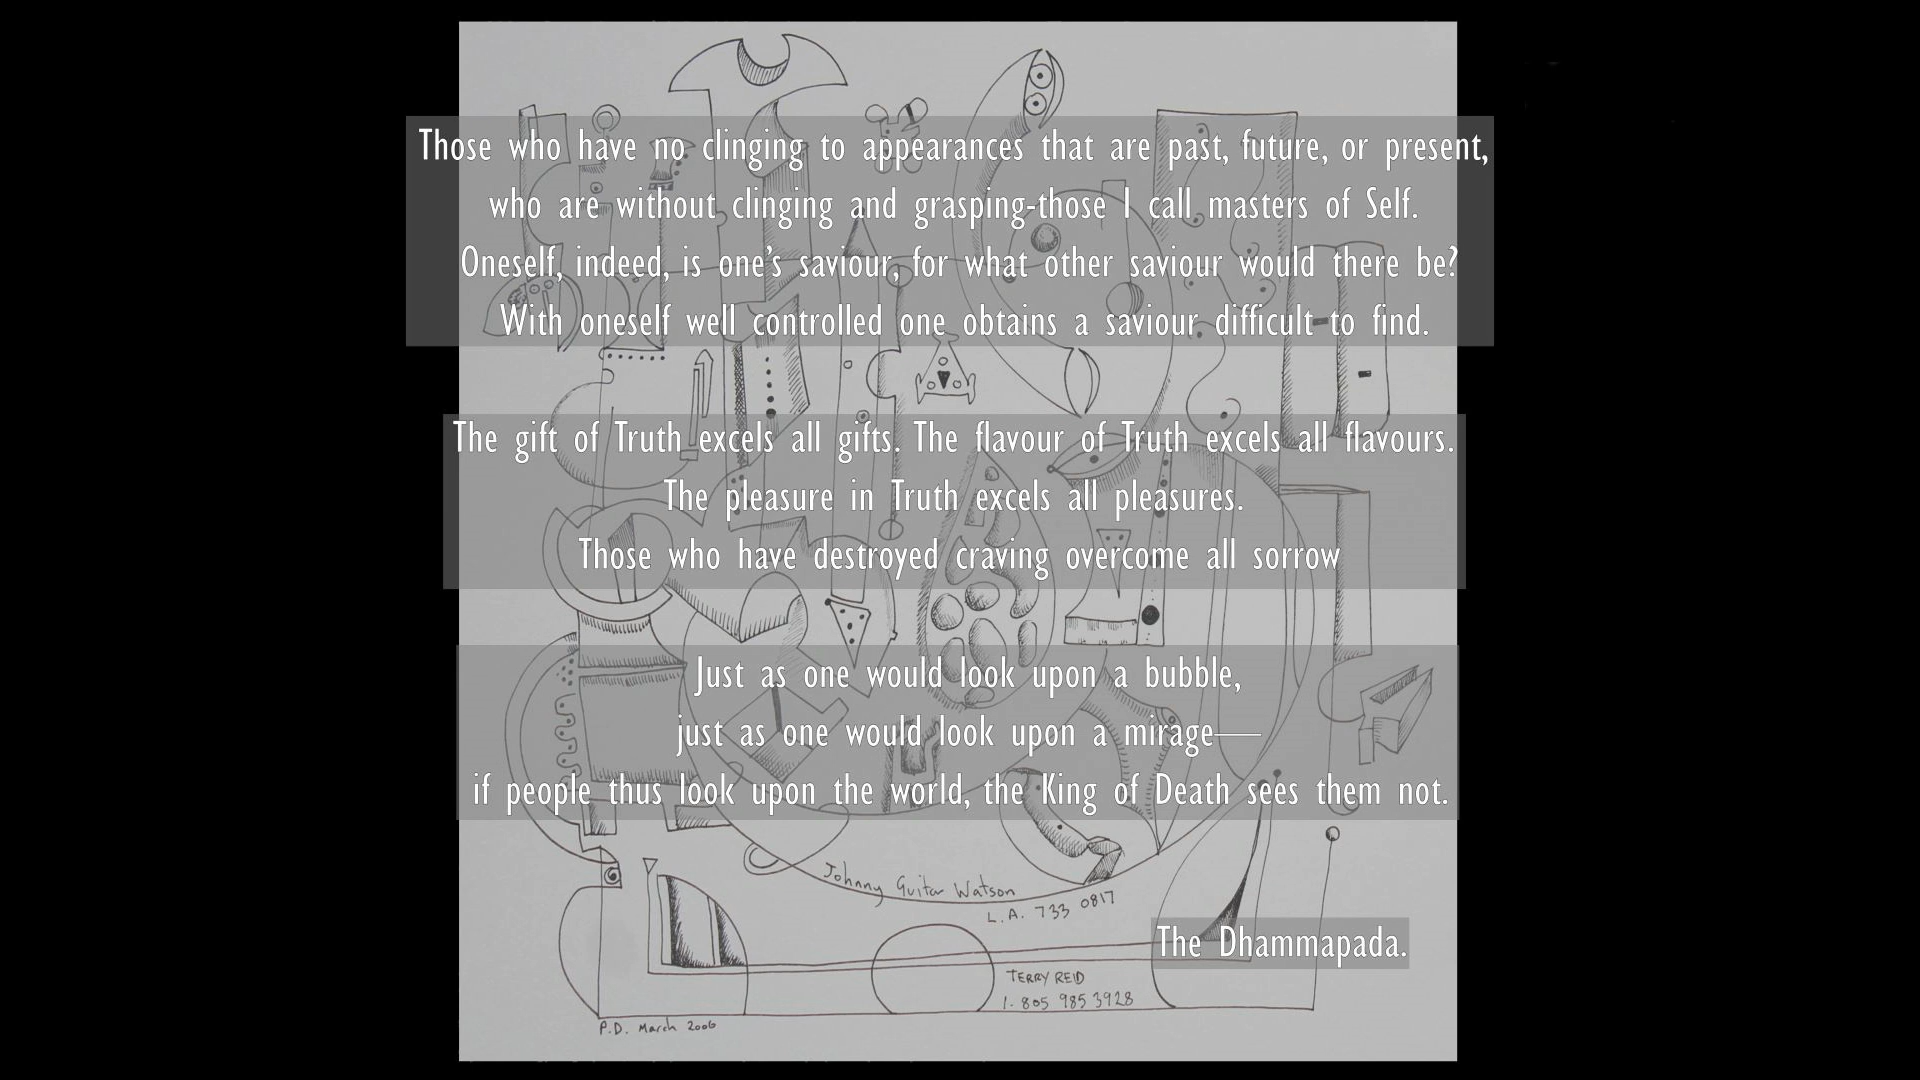 Those who have no clinging to appearances that are past, future, or present,
who are without clinging and grasping-those I call masters of Self.
Oneself, indeed, is one's saviour, for what other saviour would there be?
With oneself well controlled one obtains a saviour difficult to find.
The gift of Truth excels all gifts. The flavour of Truth excels all flavours.
The pleasure in Truth excels all pleasures.
Those who have destroyed craving overcome all sorrow
Just as one would look upon a bubble,
just as one would look upon a mirage—
if people thus look upon the world, the King of Death sees them not.
Johnny Guitar Watson
L.A. 733 0817
The Dhammapada.
TERRY REID
1-805 985 3928
P.D. March 2006